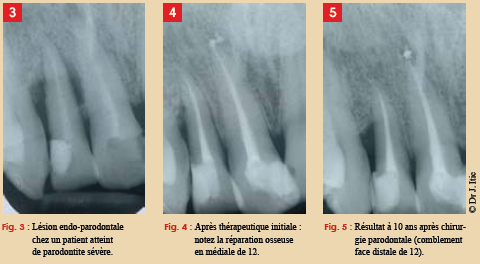 3
4
5
© Dr J. Itic
Fig. 3 : Lésion endo-parodontale
chez un patient atteint
de parodontite sévère.
Fig. 4 : Après thérapeutique initiale :
notez la réparation osseuse
en médiale de 12.
Fig. 5 : Résultat à 10 ans après chirur-
gie parodontale (comblement
face distale de 12).